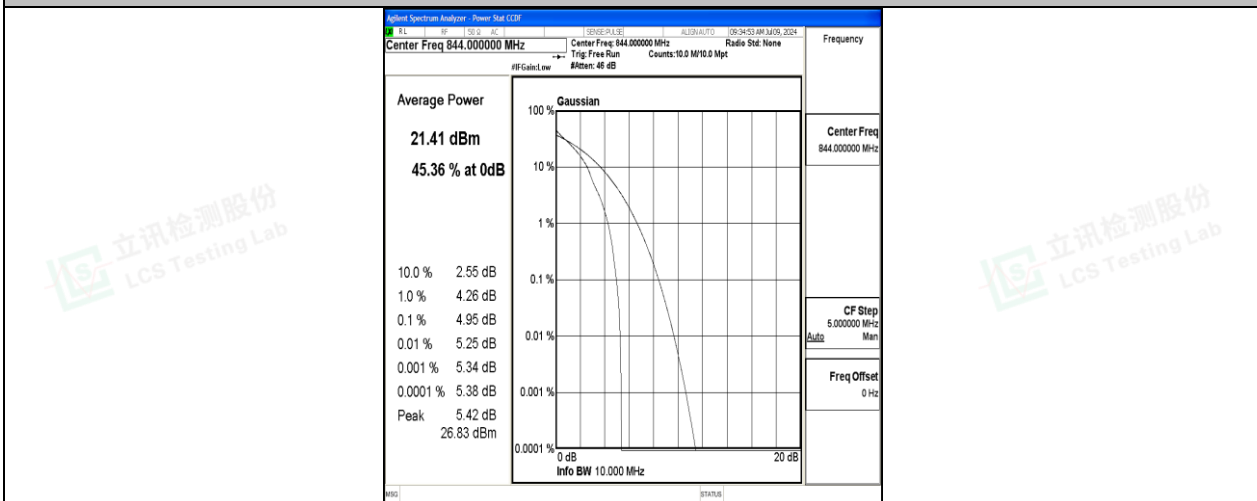 Agilent Spectrum Analyzer - Power Stat CCDF
RL RF 50 Ω AC SENSE:PULSE ALIGN AUTO 09:34:53 AM Jul 09, 2024
Center Freq 844.000000 MHz
Center Freq: 844.000000 MHz Radio Std: None
Trig: Free Run Counts:10.0 M/10.0 Mpt
#IFGain:Low #Atten: 46 dB
Frequency
Average Power
21.41 dBm
45.36 % at 0dB
10.0 % 2.55 dB
1.0 % 4.26 dB
0.1 % 4.95 dB
0.01 % 5.25 dB
0.001 % 5.34 dB
0.0001 % 5.38 dB
Peak 5.42 dB
26.83 dBm
Gaussian
100 %
10 %
1 %
0.1 %
0.01 %
0.001 %
0.0001 %
0 dB 20 dB
Info BW 10.000 MHz
Center Freq
844.000000 MHz
CF Step
5.000000 MHz
Auto Man
Freq Offset
0 Hz
MSG STATUS
立讯检测股份
LCS Testing Lab
立讯检测股份
LCS Testing Lab